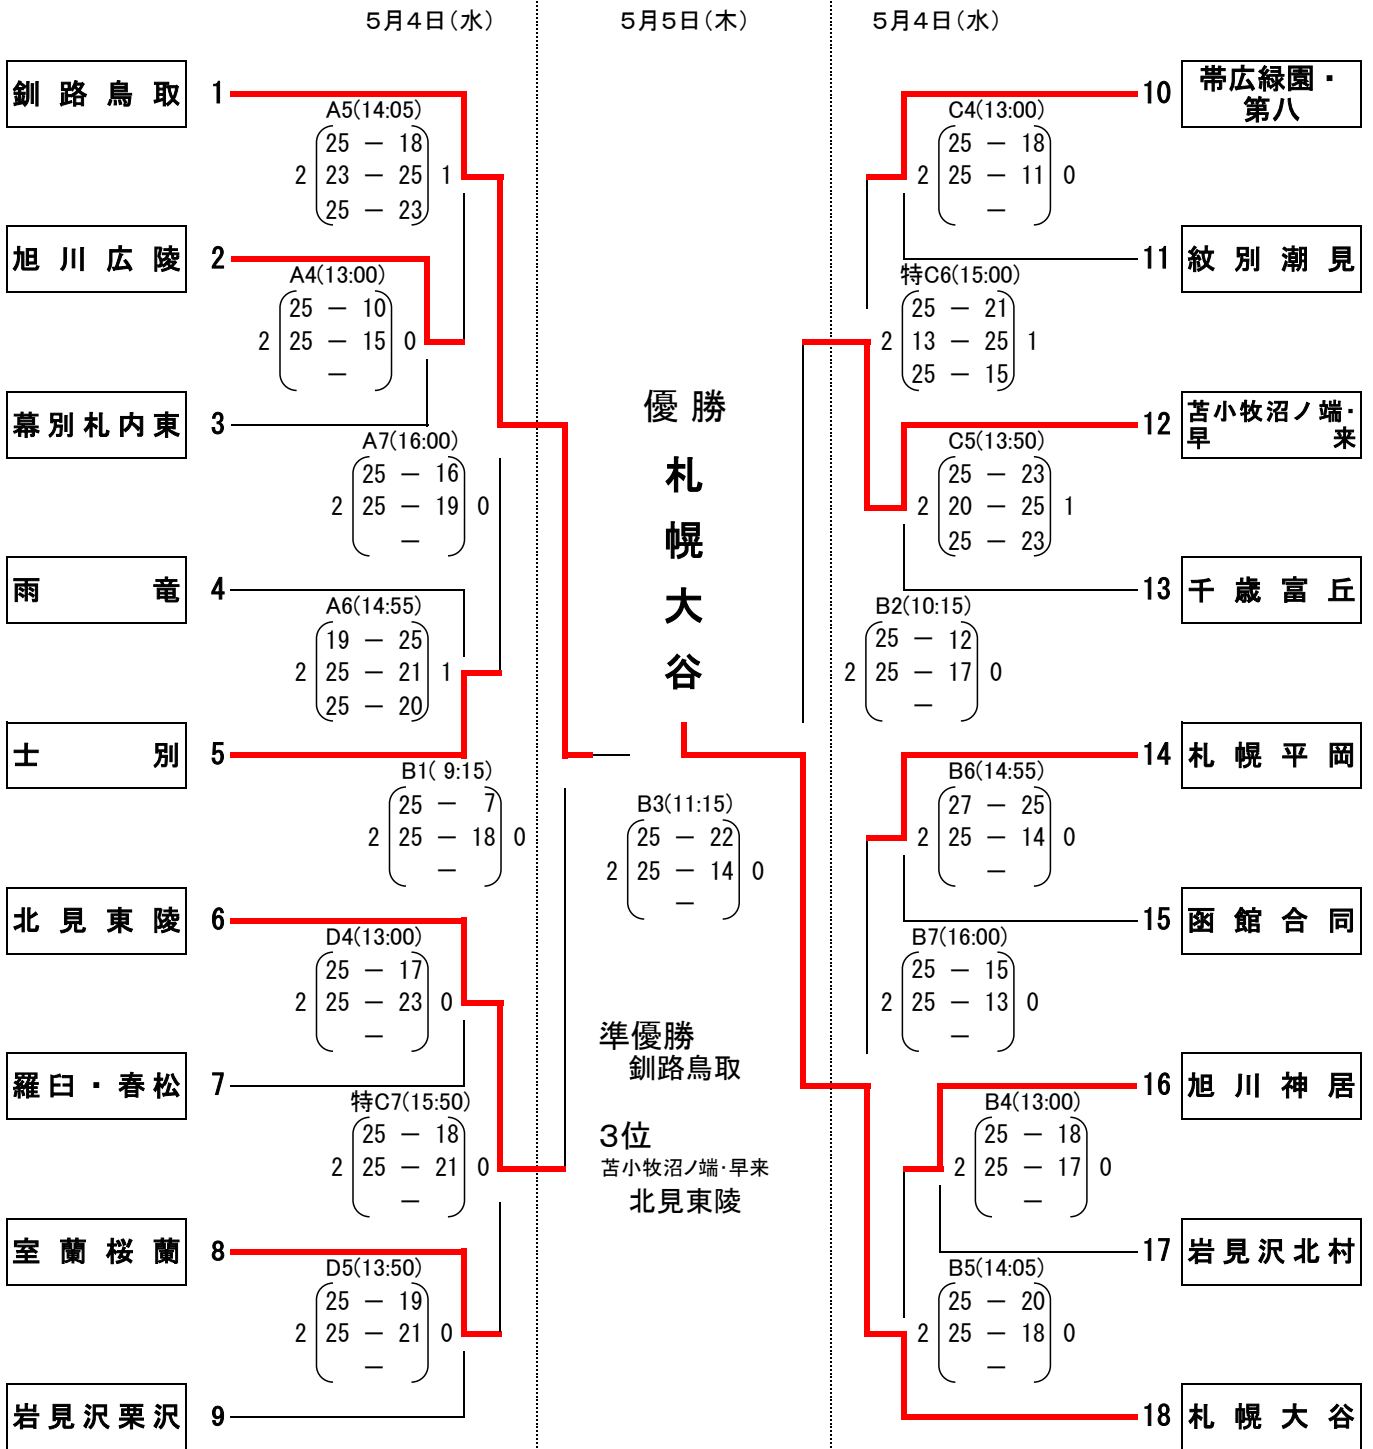 5月4日(水)
5月5日(木)
5月4日(水)
釧路鳥取 1
A5(14:05)
25 － 18
2 23 － 25 1
25 － 23
旭川広陵 2
A4(13:00)
25 － 10
2 25 － 15 0
－
幕別札内東 3
A7(16:00)
25 － 16
2 25 － 19 0
－
雨竜 4
A6(14:55)
19 － 25
2 25 － 21 1
25 － 20
士別 5
B1( 9:15)
25 － 7
2 25 － 18 0
－
北見東陵 6
D4(13:00)
25 － 17
2 25 － 23 0
－
羅臼・春松 7
特C7(15:50)
25 － 18
2 25 － 21 0
－
室蘭桜蘭 8
D5(13:50)
25 － 19
2 25 － 21 0
－
岩見沢栗沢 9
優勝
札幌大谷
B3(11:15)
25 － 22
2 25 － 14 0
－
準優勝
釧路鳥取
3位
苫小牧沼ノ端・早来
北見東陵
10 帯広緑園・
第八
C4(13:00)
25 － 18
2 25 － 11 0
－
11 紋別潮見
特C6(15:00)
25 － 21
2 13 － 25 1
25 － 15
12 苫小牧沼ノ端・
早来
C5(13:50)
25 － 23
2 20 － 25 1
25 － 23
13 千歳富丘
B2(10:15)
25 － 12
2 25 － 17 0
－
14 札幌平岡
B6(14:55)
27 － 25
2 25 － 14 0
－
15 函館合同
B7(16:00)
25 － 15
2 25 － 13 0
－
16 旭川神居
B4(13:00)
25 － 18
2 25 － 17 0
－
17 岩見沢北村
B5(14:05)
25 － 20
2 25 － 18 0
－
18 札幌大谷